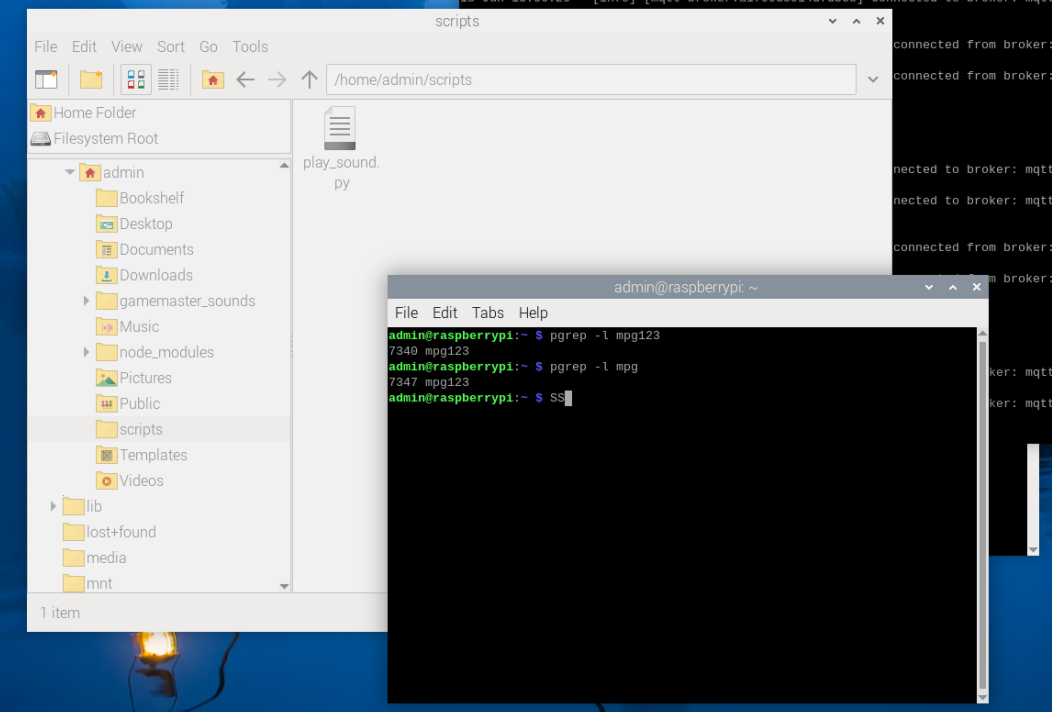 scripts
File Edit View Sort Go Tools
/home/admin/scripts
Home Folder
Filesystem Root
admin
Bookshelf
Desktop
Documents
Downloads
gamemaster_sounds
Music
node_modules
Pictures
Public
scripts
Templates
Videos
lib
lost+found
media
mnt
1 item
play_sound.
py
connected from broker:
connected from broker:
nected to broker: mqtt
nected to broker: mqtt
connected from broker:
m broker:
ker: mqtt
ker: mqtt
admin@raspberrypi: ~
File Edit Tabs Help
admin@raspberrypi:~ $ pgrep -l mpg123
7340 mpg123
admin@raspberrypi:~ $ pgrep -l mpg
7347 mpg123
admin@raspberrypi:~ $ SS